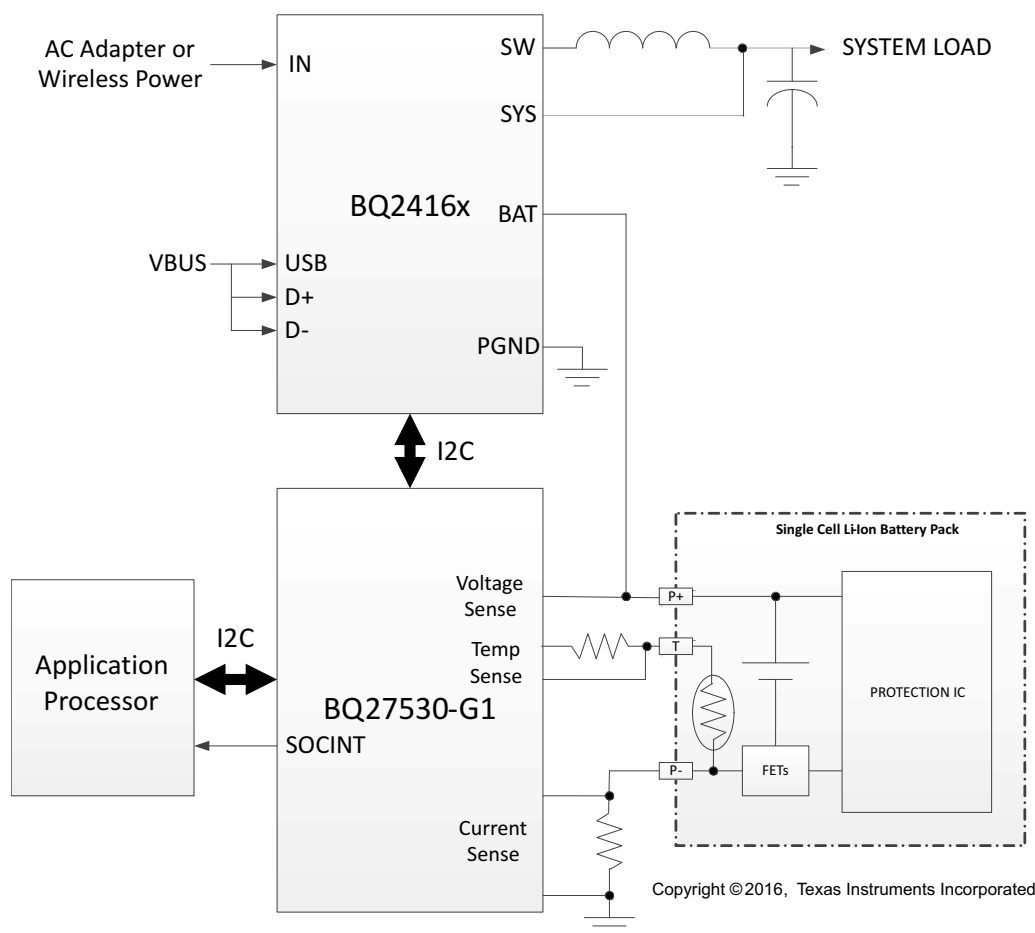 AC Adapter or
Wireless Power
IN
SW
SYSTEM LOAD
SYS
BQ2416x
BAT
VBUS
USB
D+
D-
PGND
I2C
Single Cell Li-Ion Battery Pack
Voltage
Sense
P+
Temp
Sense
T
I2C
Application
Processor
BQ27530-G1
PROTECTION IC
SOCINT
P-
FETs
Current
Sense
Copyright © 2016, Texas Instruments Incorporated